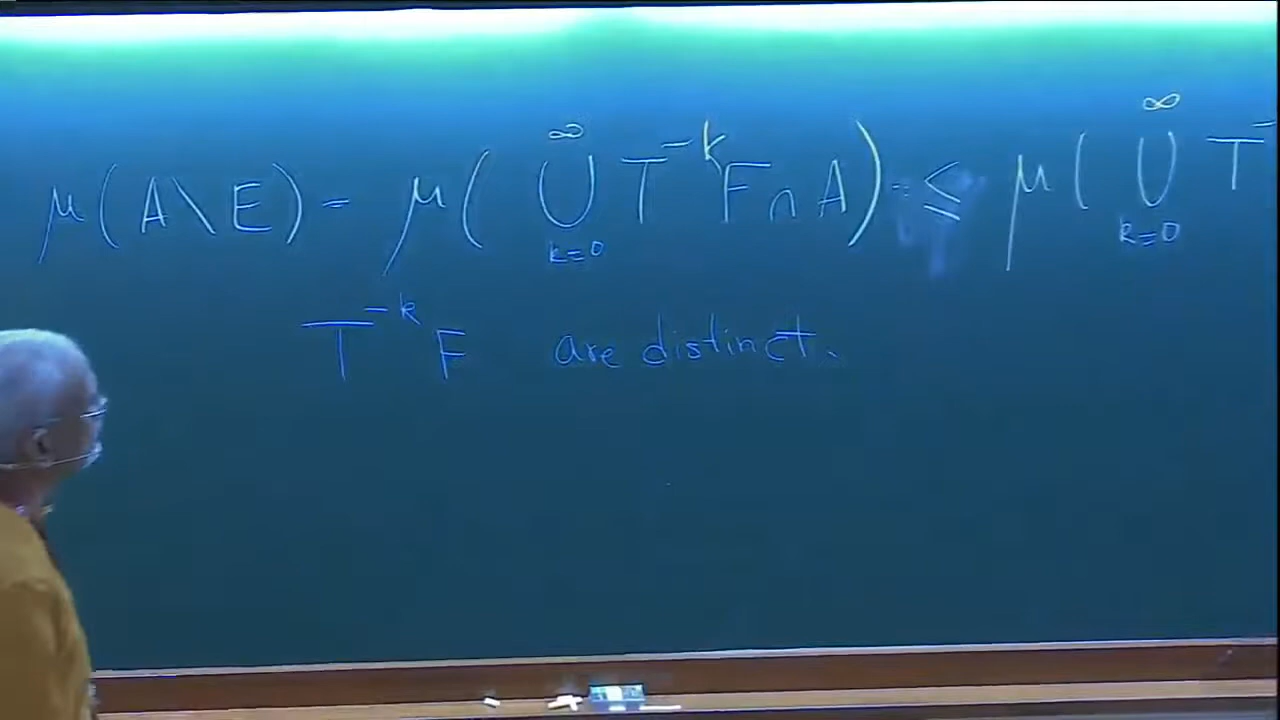 μ(A\E) = μ(⋃_{k=0}^{∞} T^{-k}F∩A) ≤ μ(⋃_{k=0}^{∞} T^{-
T^{-k}F are distinct.